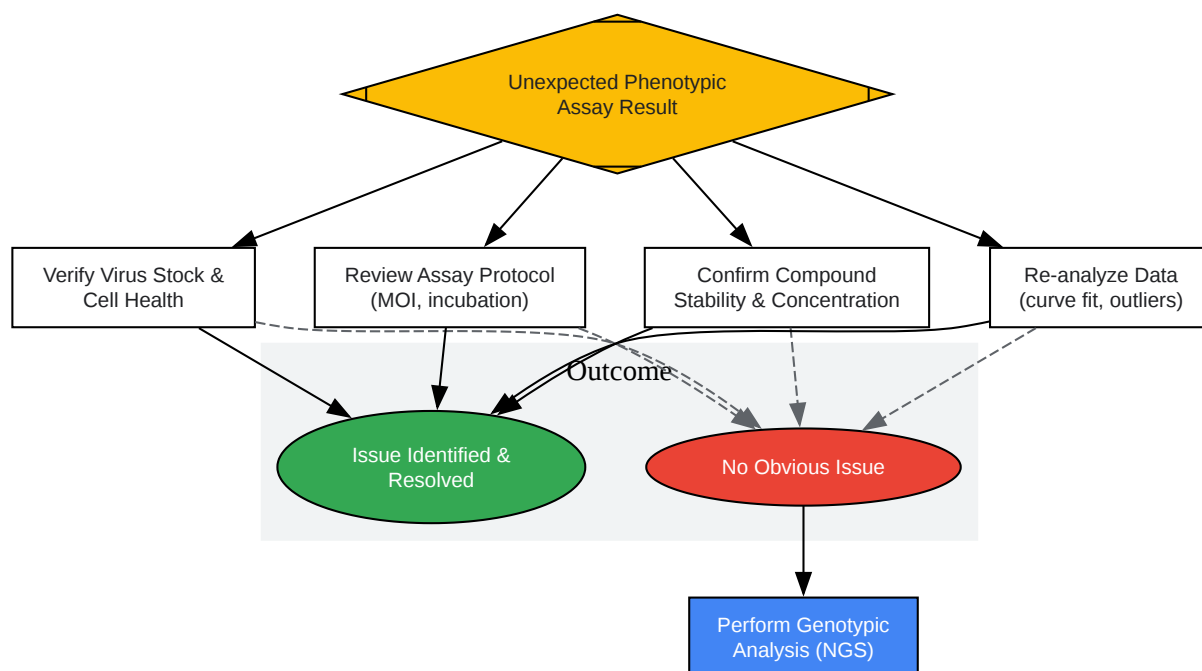 Unexpected Phenotypic
Assay Result
Verify Virus Stock &
Cell Health
Review Assay Protocol
(MOI, incubation)
Confirm Compound
Stability & Concentration
Re-analyze Data
(curve fit, outliers)
Outcome
Issue Identified &
Resolved
No Obvious Issue
Perform Genotypic
Analysis (NGS)